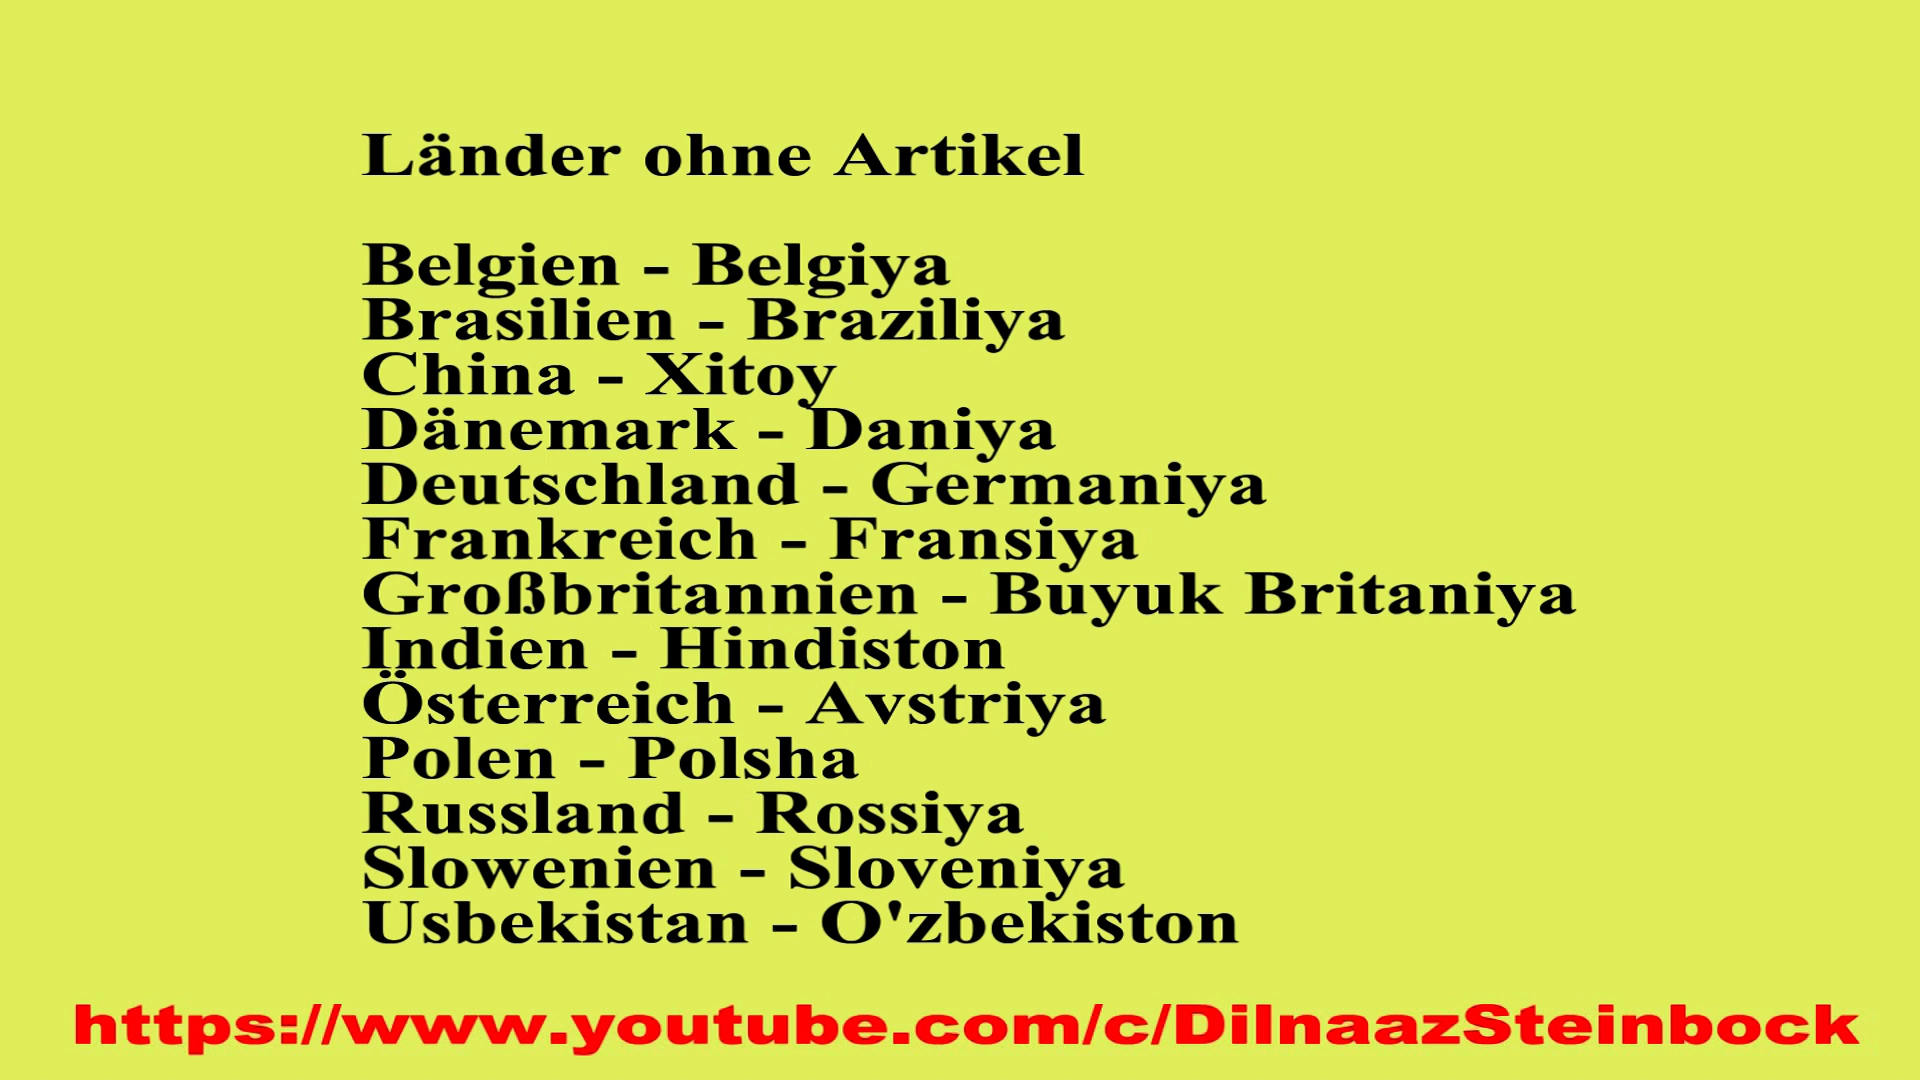 Länder ohne Artikel
Belgien - Belgiya
Brasilien - Braziliya
China - Xitoy
Dänemark - Daniya
Deutschland - Germaniya
Frankreich - Fransiya
Großbritannien - Buyuk Britaniya
Indien - Hindiston
Österreich - Avstriya
Polen - Polsha
Russland - Rossiya
Slowenien - Sloveniya
Usbekistan - O'zbekiston
https://www.youtube.com/c/DilnaazSteinbock